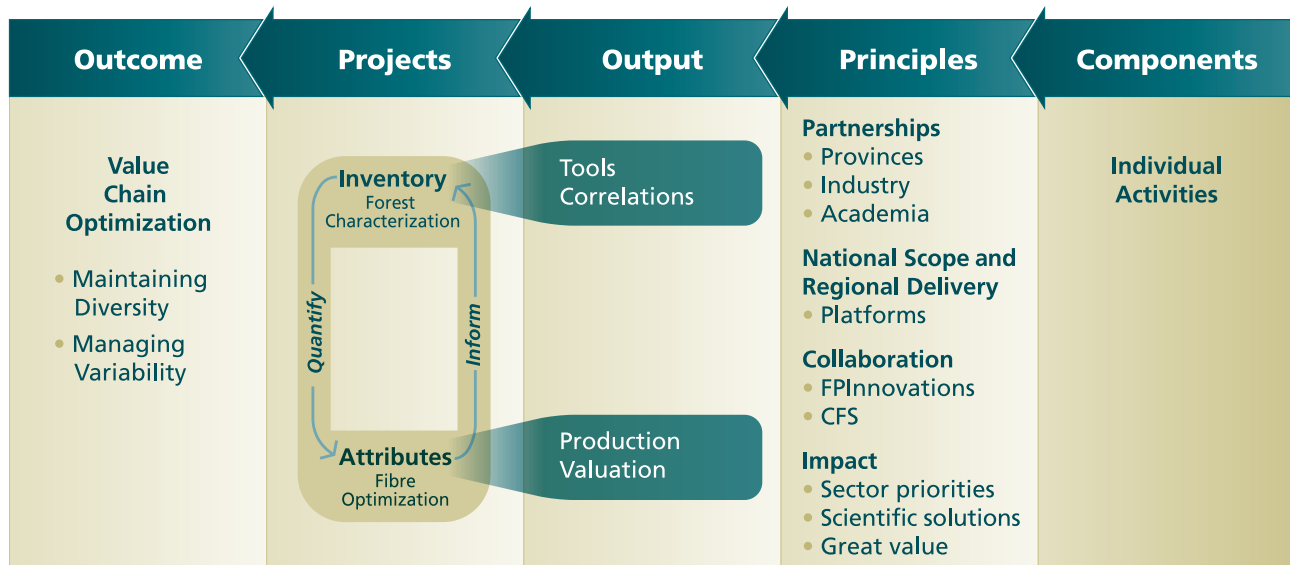 Outcome
Projects
Output
Principles
Components
Value
Chain
Optimization
• Maintaining
Diversity
• Managing
Variability
Inventory
Forest
Characterization
Quantify
Inform
Attributes
Fibre
Optimization
Tools
Correlations
Production
Valuation
Partnerships
• Provinces
• Industry
• Academia
National Scope and
Regional Delivery
• Platforms
Collaboration
• FPInnovations
• CFS
Impact
• Sector priorities
• Scientific solutions
• Great value
Individual
Activities